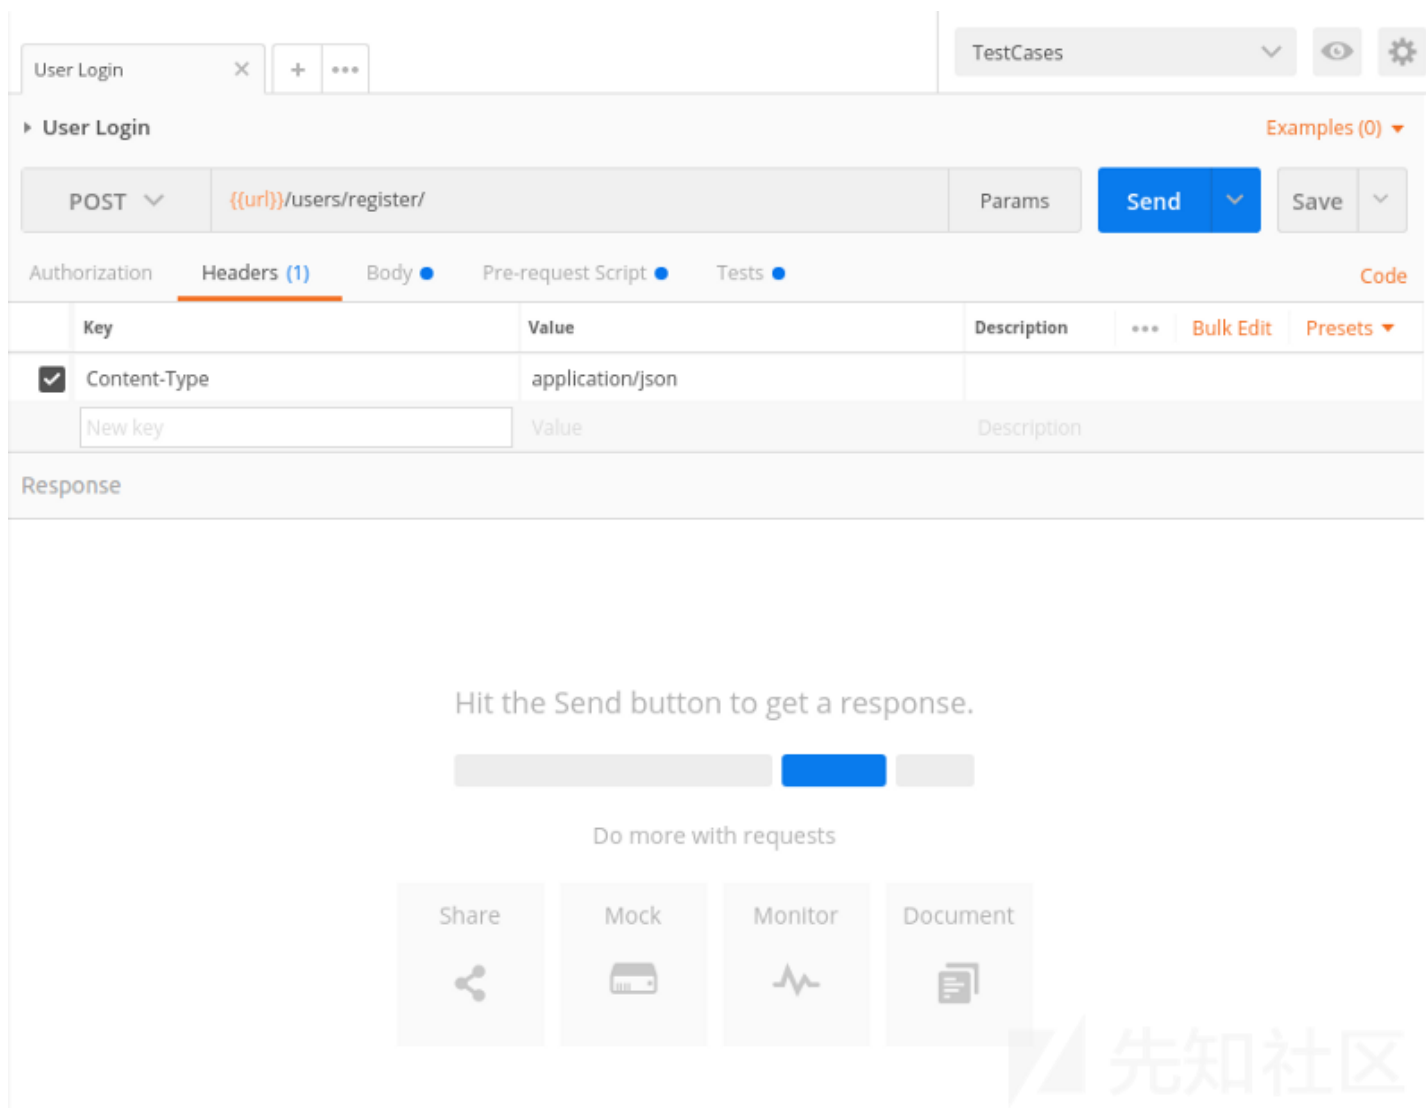 User Login
TestCases
User Login
Examples (0)
POST
{{url}}/users/register/
Params
Send
Save
Authorization
Headers (1)
Body
Pre-request Script
Tests
Code
Key
Value
Description
Bulk Edit
Presets
Content-Type
application/json
New key
Value
Description
Response
Hit the Send button to get a response.
Do more with requests
Share
Mock
Monitor
Document
先知社区